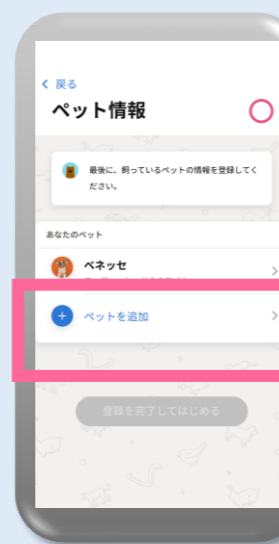 戻る
ペット情報
最後に、飼っているペットの情報を登録してく
ださい。
あなたのペット
ベネッセ
ペットを追加
登録を完了してはじめる